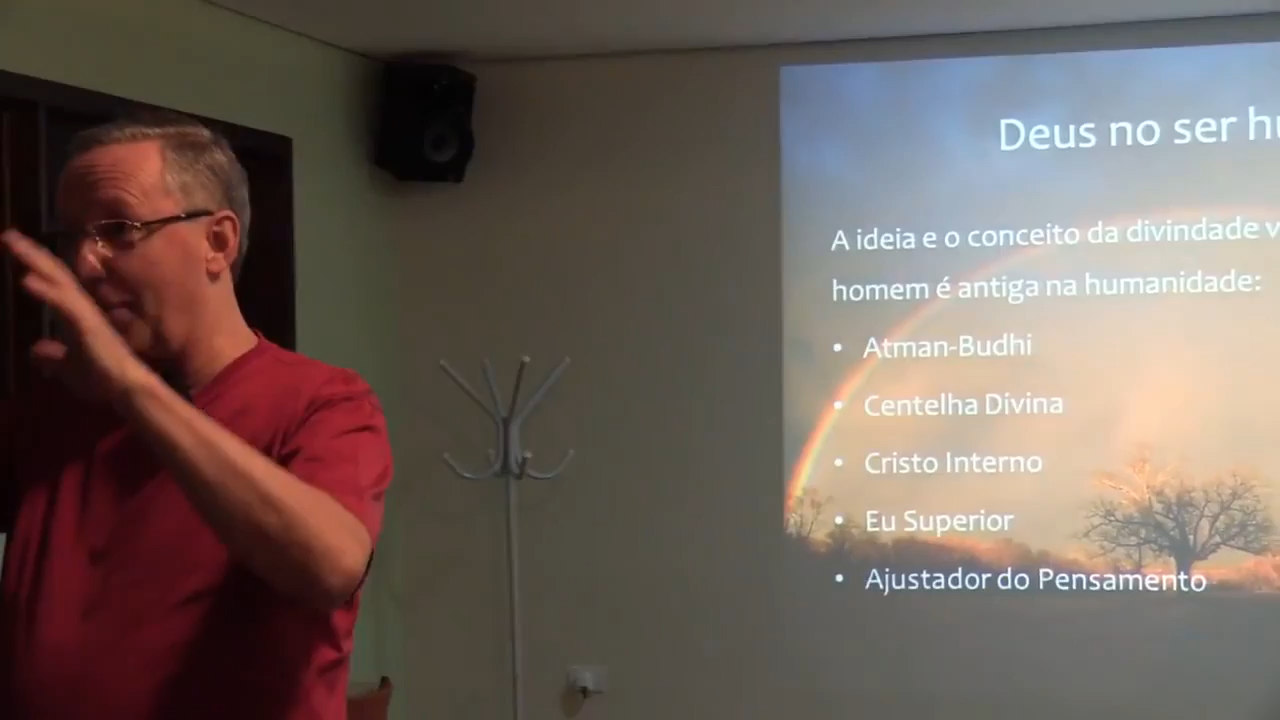 Deus no ser
A ideia e o conceito da divindade
homem é antiga na humanidade:
• Atman-Budhi
• Centelha Divina
• Cristo Interno
• Eu Superior
• Ajustador do Pensamento